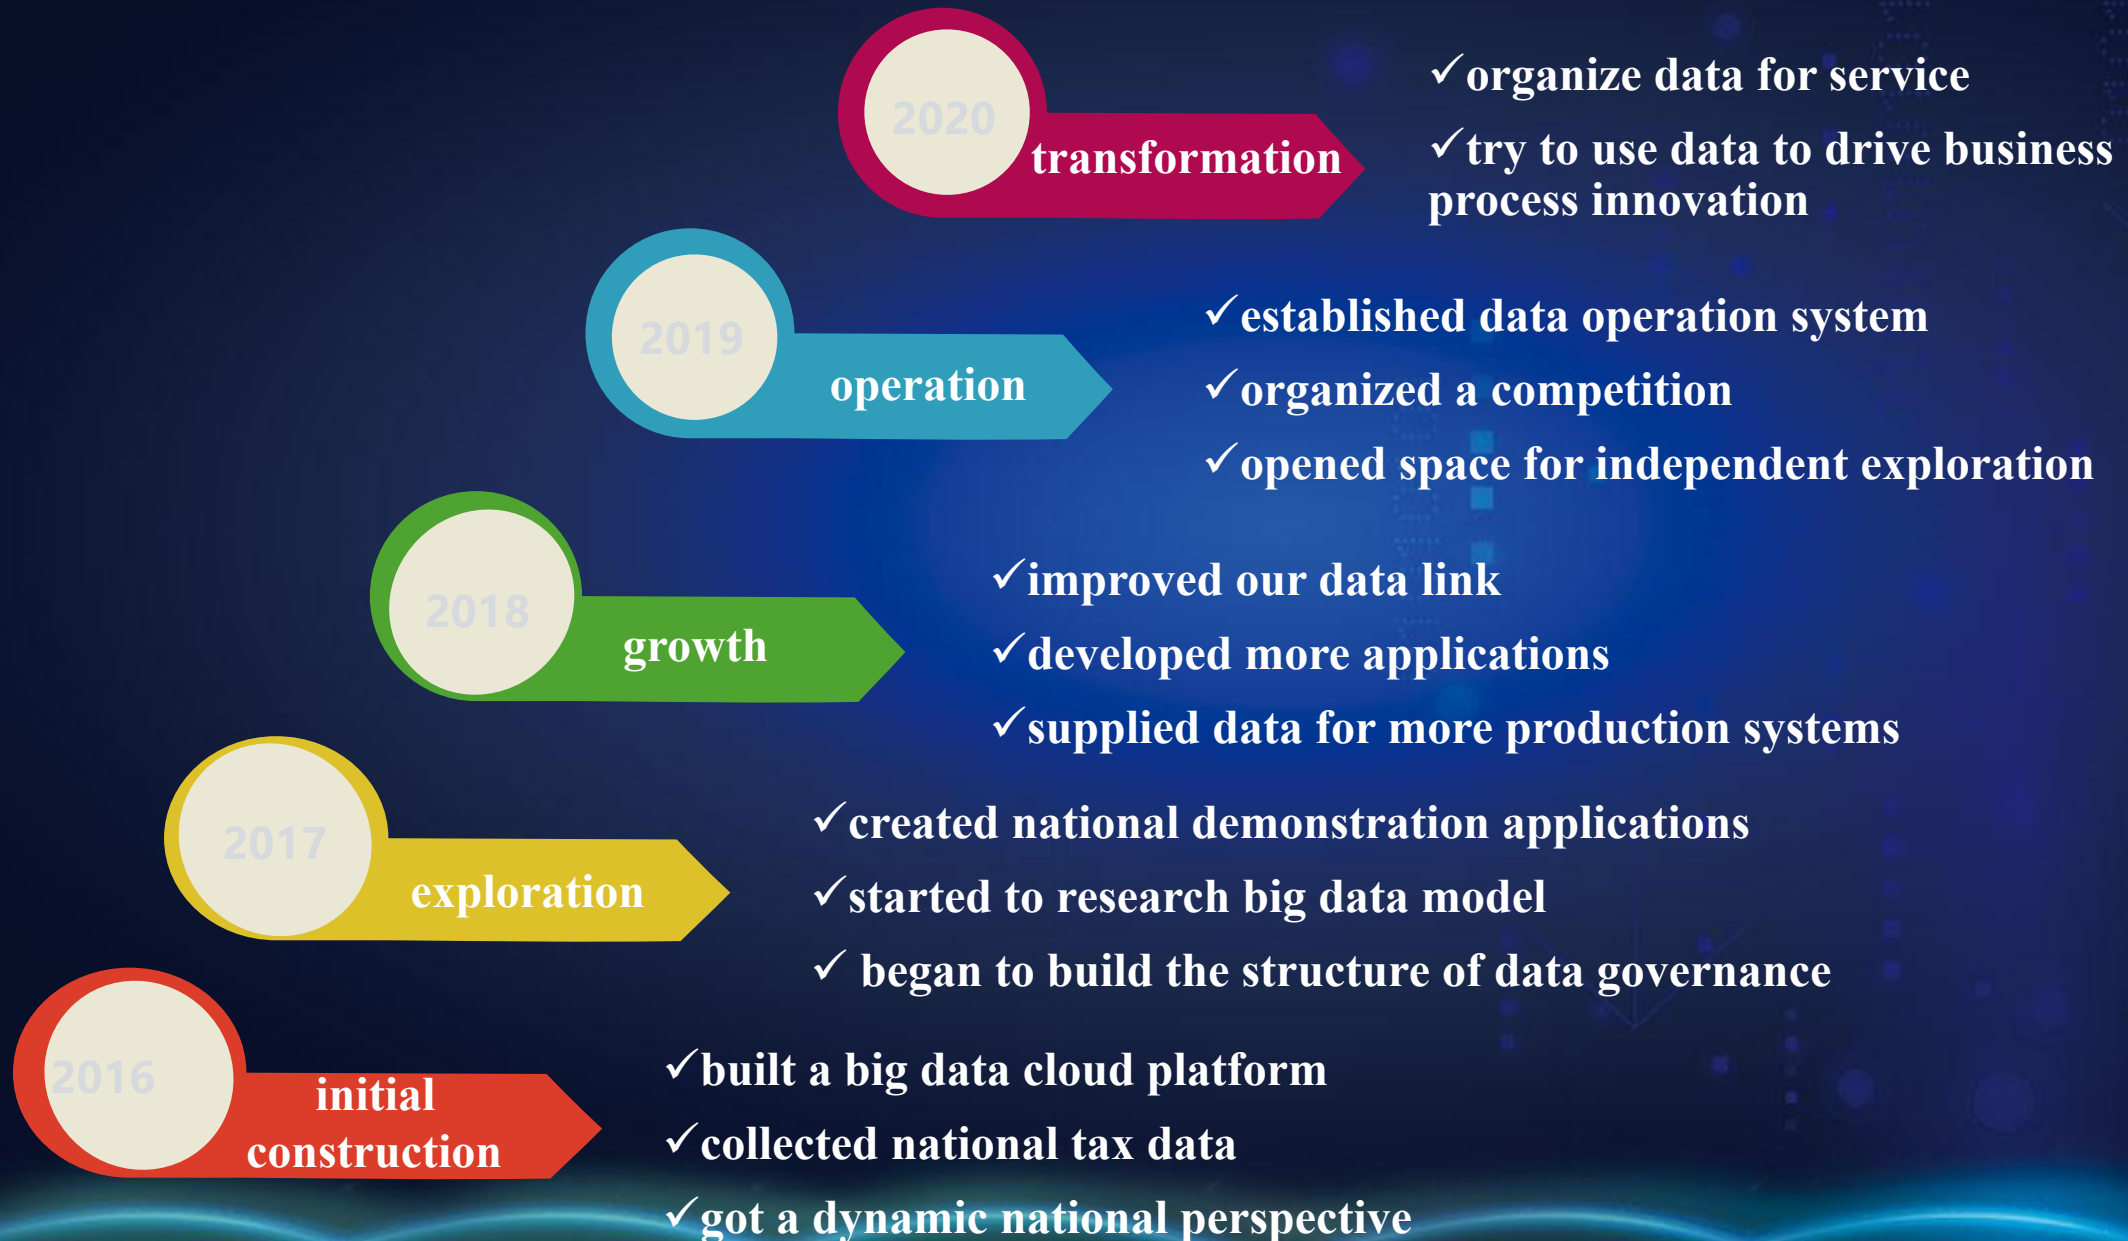 2020
transformation
✓organize data for service
✓try to use data to drive business
process innovation
2019
operation
✓established data operation system
✓organized a competition
✓opened space for independent exploration
2018
growth
✓improved our data link
✓developed more applications
✓supplied data for more production systems
2017
exploration
✓created national demonstration applications
✓started to research big data model
✓ began to build the structure of data governance
2016
initial
construction
✓built a big data cloud platform
✓collected national tax data
✓got a dynamic national perspective